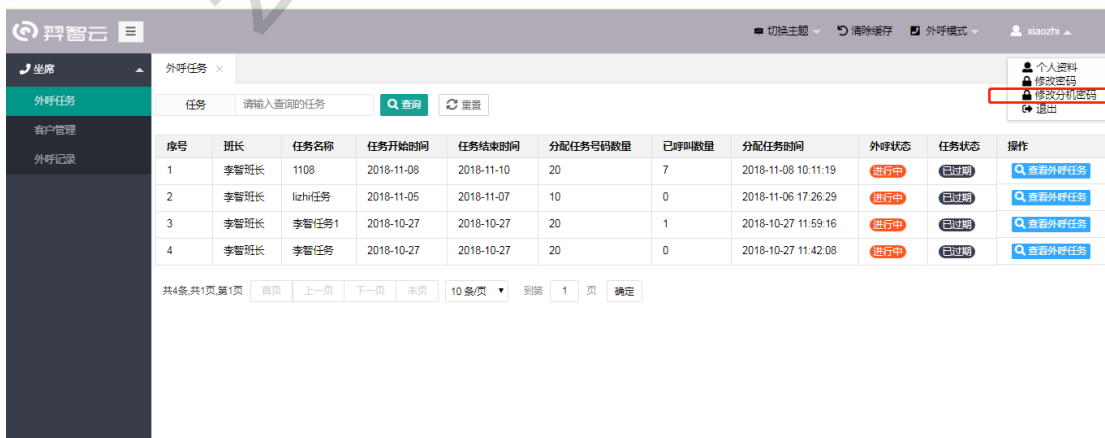 羿智云 切换主题 清除缓存 外呼模式 xiaozhi
坐席
外呼任务
客户管理
外呼记录
外呼任务 ×
个人资料
修改密码
修改分机密码
退出
任务 请输入查询的任务 查询 重置
序号 班长 任务名称 任务开始时间 任务结束时间 分配任务号码数量 已呼叫数量 分配任务时间 外呼状态 任务状态 操作
1 李智班长 1108 2018-11-08 2018-11-10 20 7 2018-11-08 10:11:19 进行中 已过期 查看外呼任务
2 李智班长 lizhi任务 2018-11-05 2018-11-07 10 0 2018-11-06 17:26:29 进行中 已过期 查看外呼任务
3 李智班长 李智任务1 2018-10-27 2018-10-27 20 1 2018-10-27 11:59:16 进行中 已过期 查看外呼任务
4 李智班长 李智任务 2018-10-27 2018-10-27 20 0 2018-10-27 11:42:08 进行中 已过期 查看外呼任务
共4条,共1页,第1页 首页 上一页 下一页 末页 10条/页 到第 1 页 确定